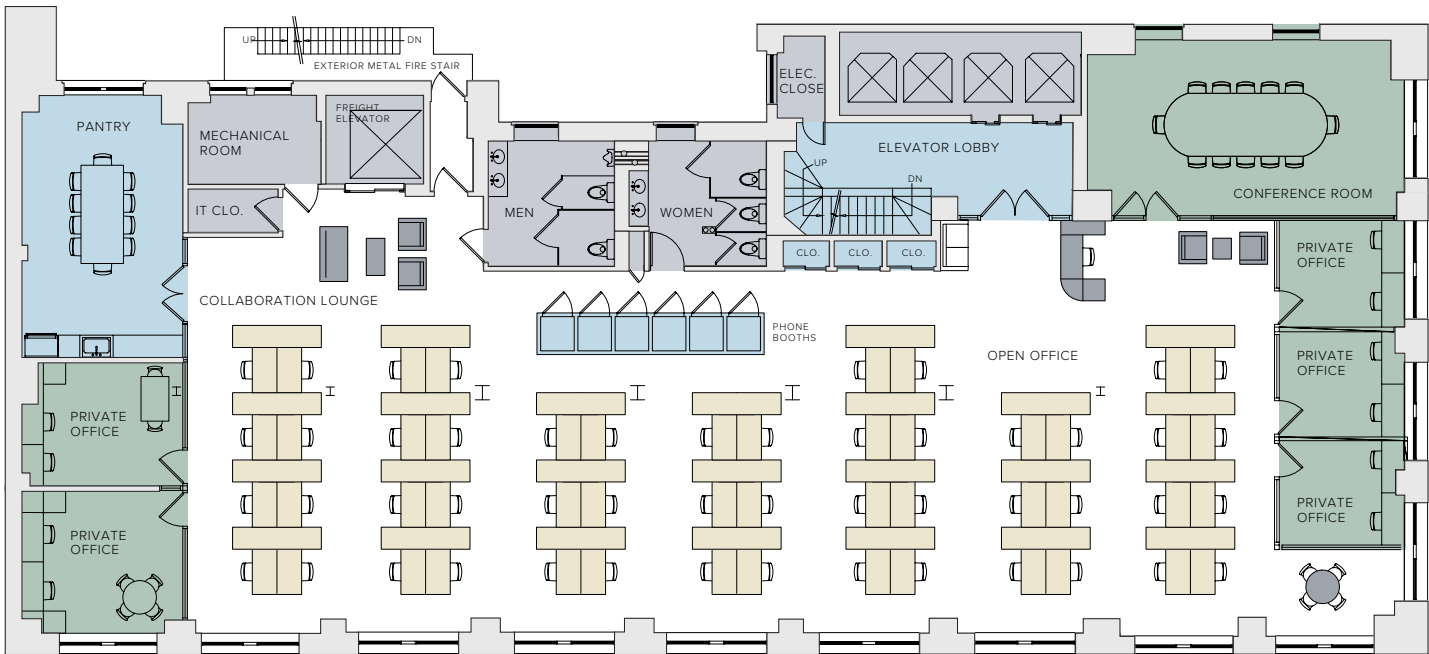 UP
DN
EXTERIOR METAL FIRE STAIR
ELEC.
CLOSE
PANTRY
MECHANICAL
ROOM
FREIGHT
ELEVATOR
ELEVATOR LOBBY
UP
DN
CONFERENCE ROOM
IT CLO.
MEN
WOMEN
CLO.
CLO.
CLO.
PRIVATE
OFFICE
COLLABORATION LOUNGE
PHONE
BOOTHS
OPEN OFFICE
PRIVATE
OFFICE
PRIVATE
OFFICE
PRIVATE
OFFICE
PRIVATE
OFFICE